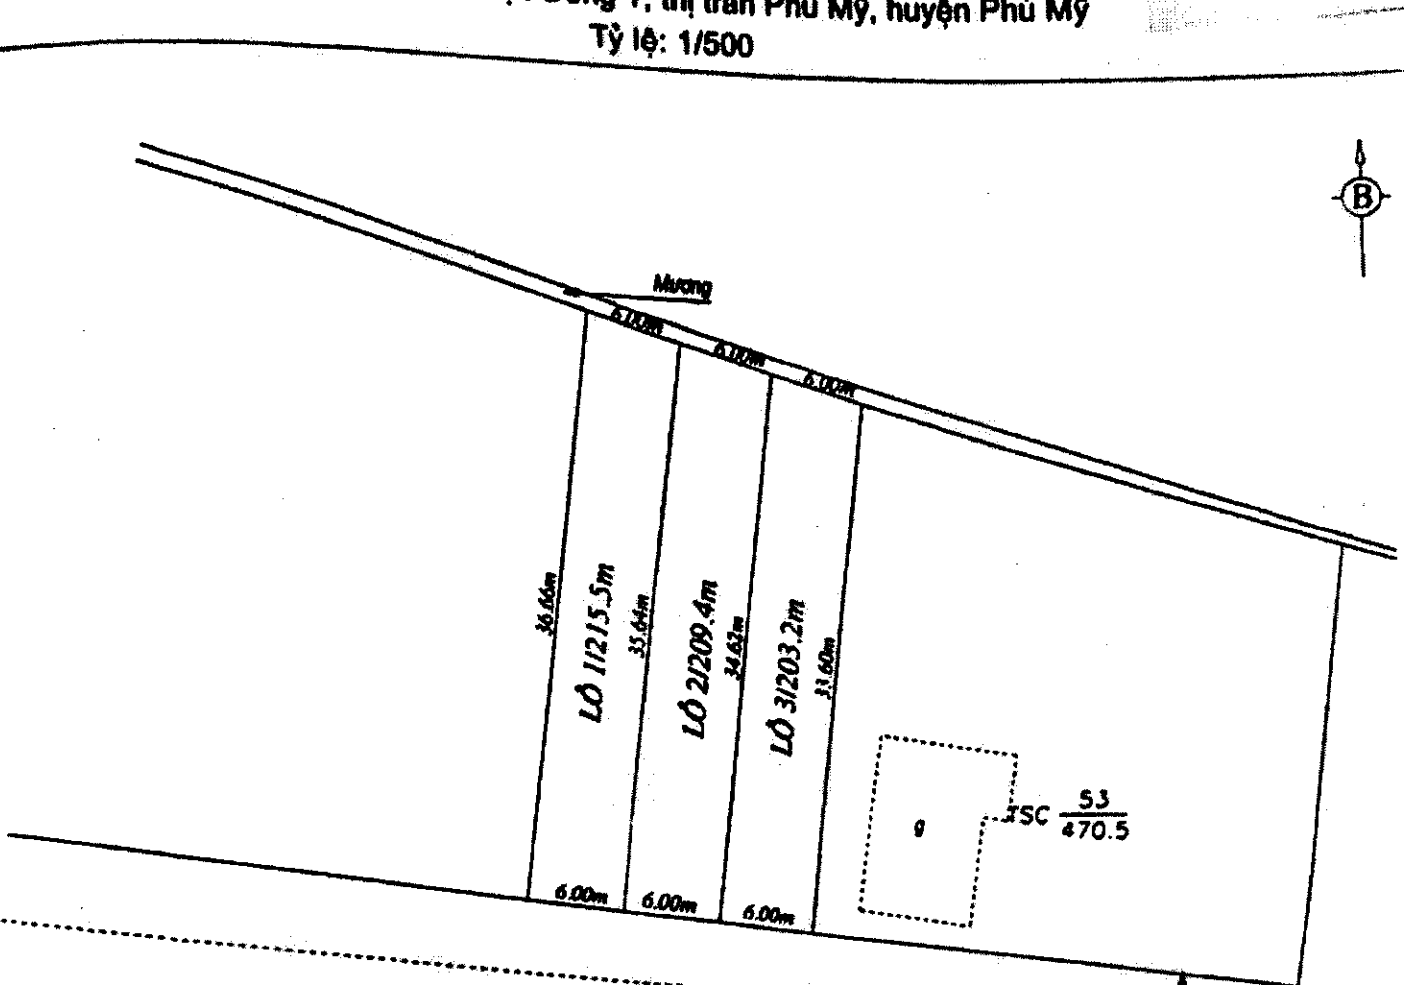 thị trấn Phù Mỹ, huyện Phù Mỹ
Tỷ lệ: 1/500
B
Mương
6.00m
6.00m
6.00m
36.66m
LÔ 1/215.5m
35.64m
LÔ 2/209.4m
34.62m
LÔ 3/203.2m
33.60m
g
TSC 53
470.5
6.00m
6.00m
6.00m